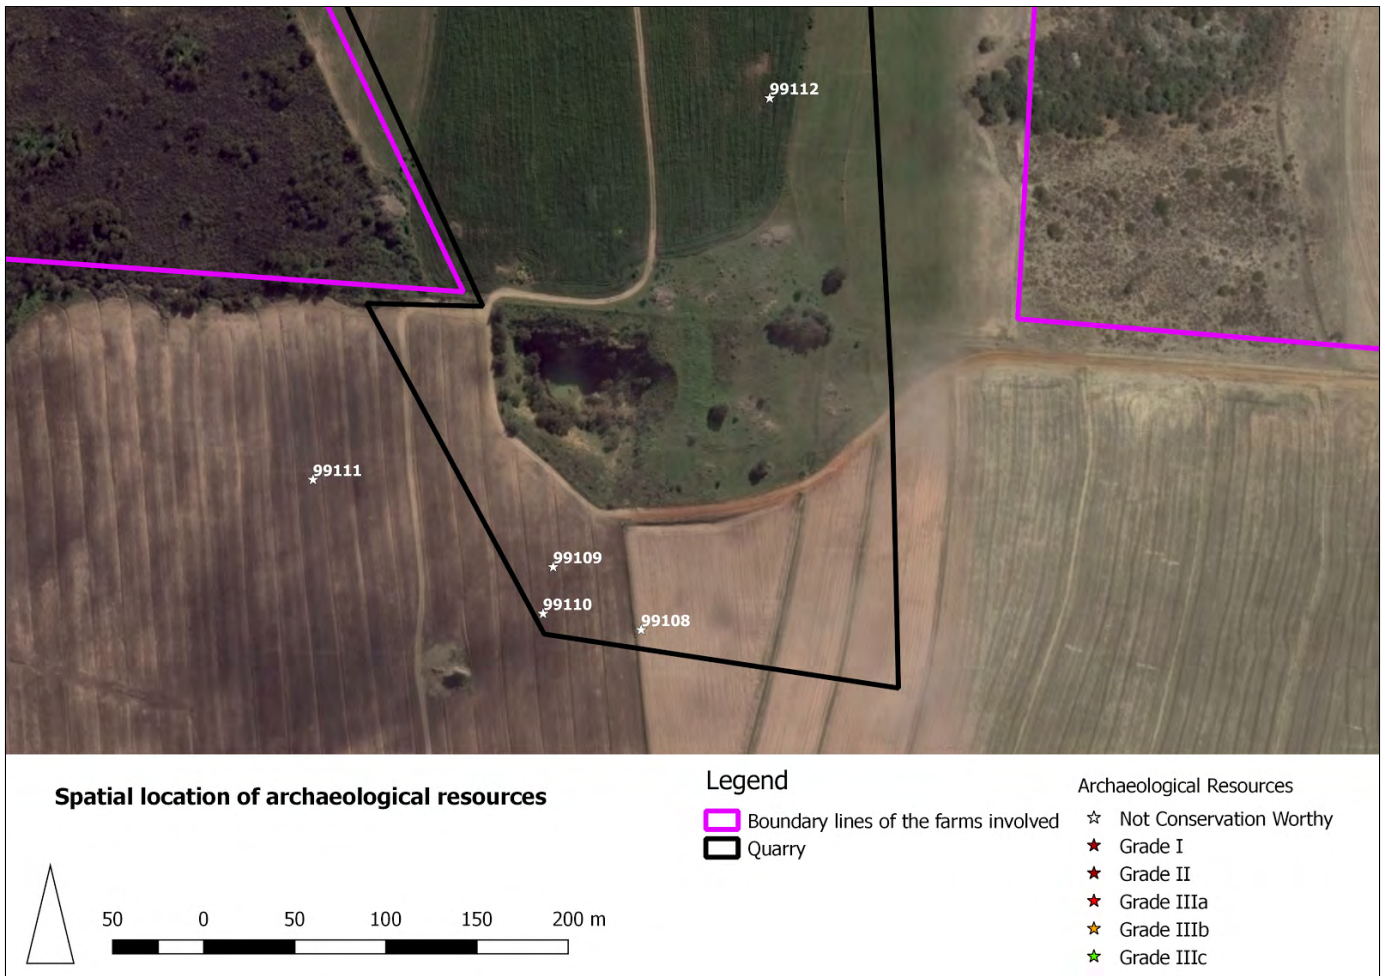 99112
99111
99109
99110
99108
Spatial location of archaeological resources
50 0 50 100 150 200 m
Legend
Boundary lines of the farms involved
Quarry
Archaeological Resources
Not Conservation Worthy
Grade I
Grade II
Grade IIIa
Grade IIIb
Grade IIIc